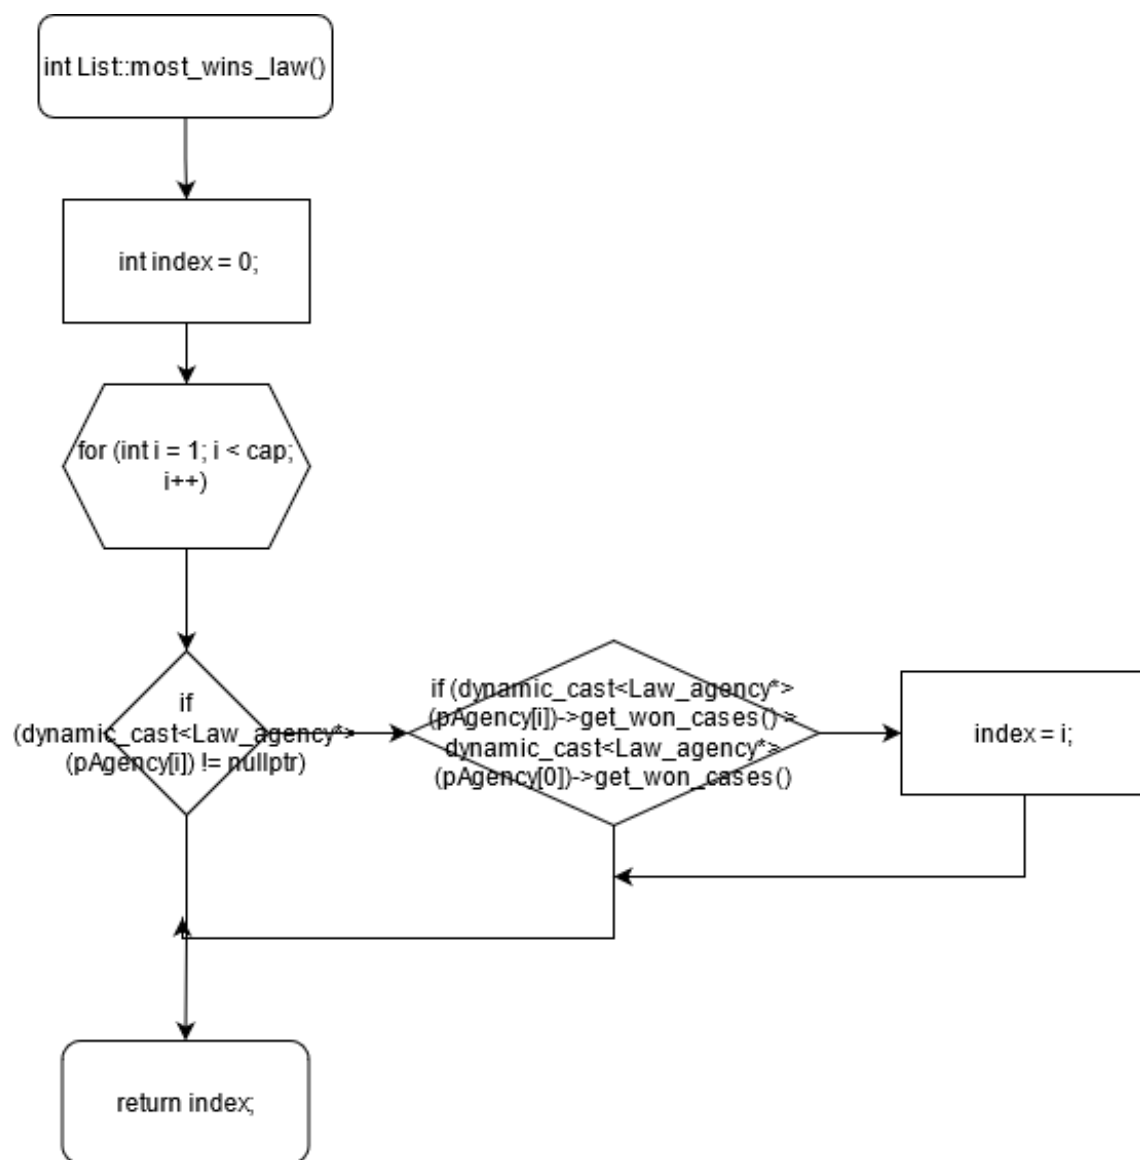 int List::most_wins_law()
int index = 0;
for (int i = 1; i < cap;
i++)
if
(dynamic_cast<Law_agency*>
(pAgency[i]) != nullptr)
if (dynamic_cast<Law_agency*>
(pAgency[i])->get_won_cases() >
dynamic_cast<Law_agency*>
(pAgency[0])->get_won_cases()
index = i;
return index;